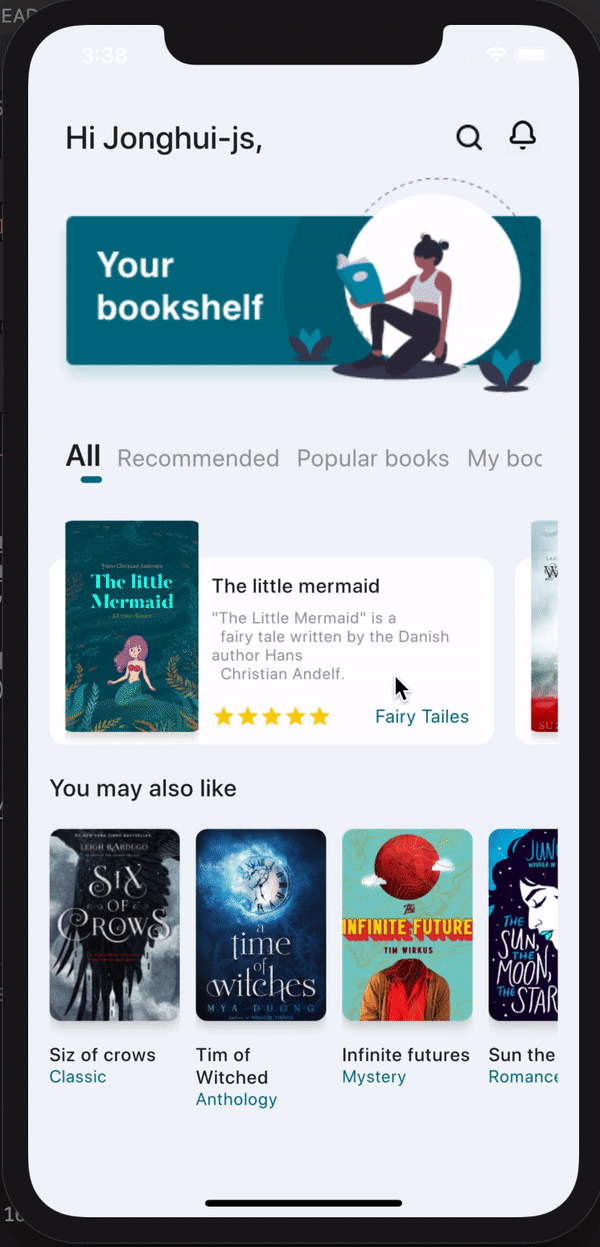 3:38
Hi Jonghui-js,
Your
bookshelf
All Recommended Popular books My boo
Hans Christian Andersen
The little
Mermaid
The little mermaid
"The Little Mermaid" is a
fairy tale written by the Danish
author Hans
Christian Andelf.
Fairy Tailes
You may also like
LEIGH BARDUGO
SIX
OF
CROWS
a
time
of
witches
MYA DUONG
The
INFINITE FUTURE
TIM WIRKUS
JUN
THE
SUN,
THE
MOON,
THE
STAR
Siz of crows
Classic
Tim of
Witched
Anthology
Infinite futures
Mystery
Sun the
Romance